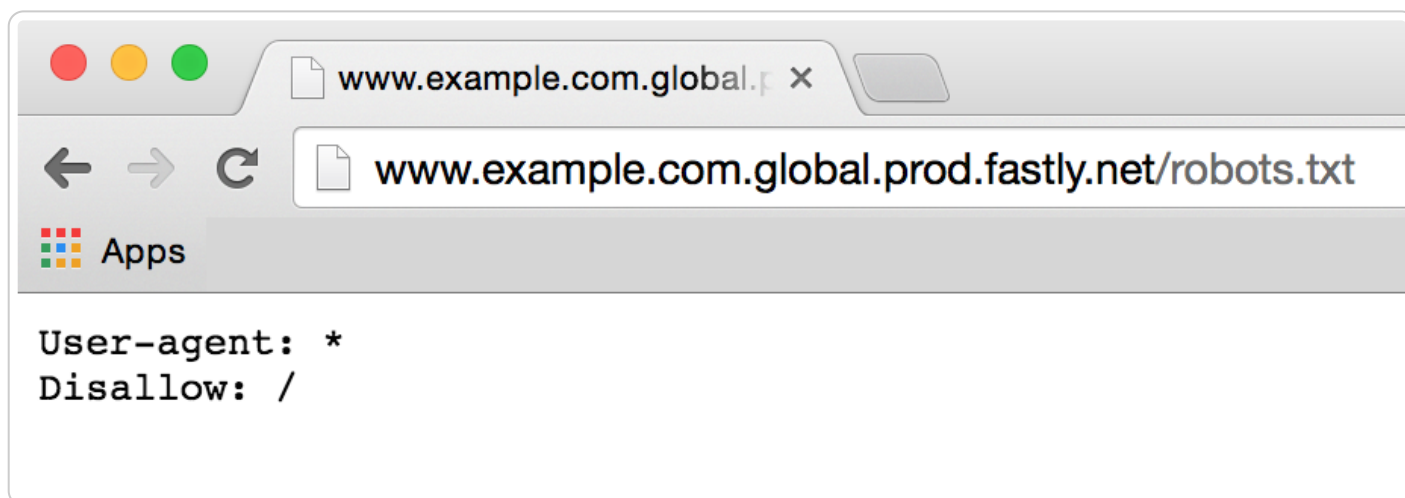 www.example.com.global.p
www.example.com.global.prod.fastly.net/robots.txt
Apps
User-agent: *
Disallow: /